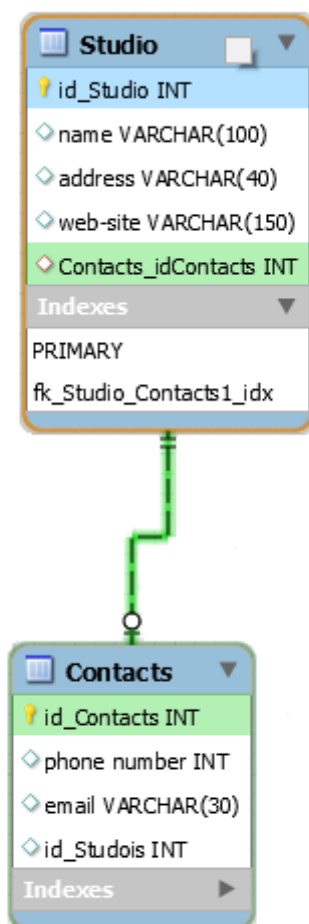 Studio
id_Studio INT
name VARCHAR(100)
address VARCHAR(40)
web-site VARCHAR(150)
Contacts_idContacts INT
Indexes
PRIMARY
fk_Studio_Contacts1_idx
Contacts
id_Contacts INT
phone number INT
email VARCHAR(30)
id_Studois INT
Indexes